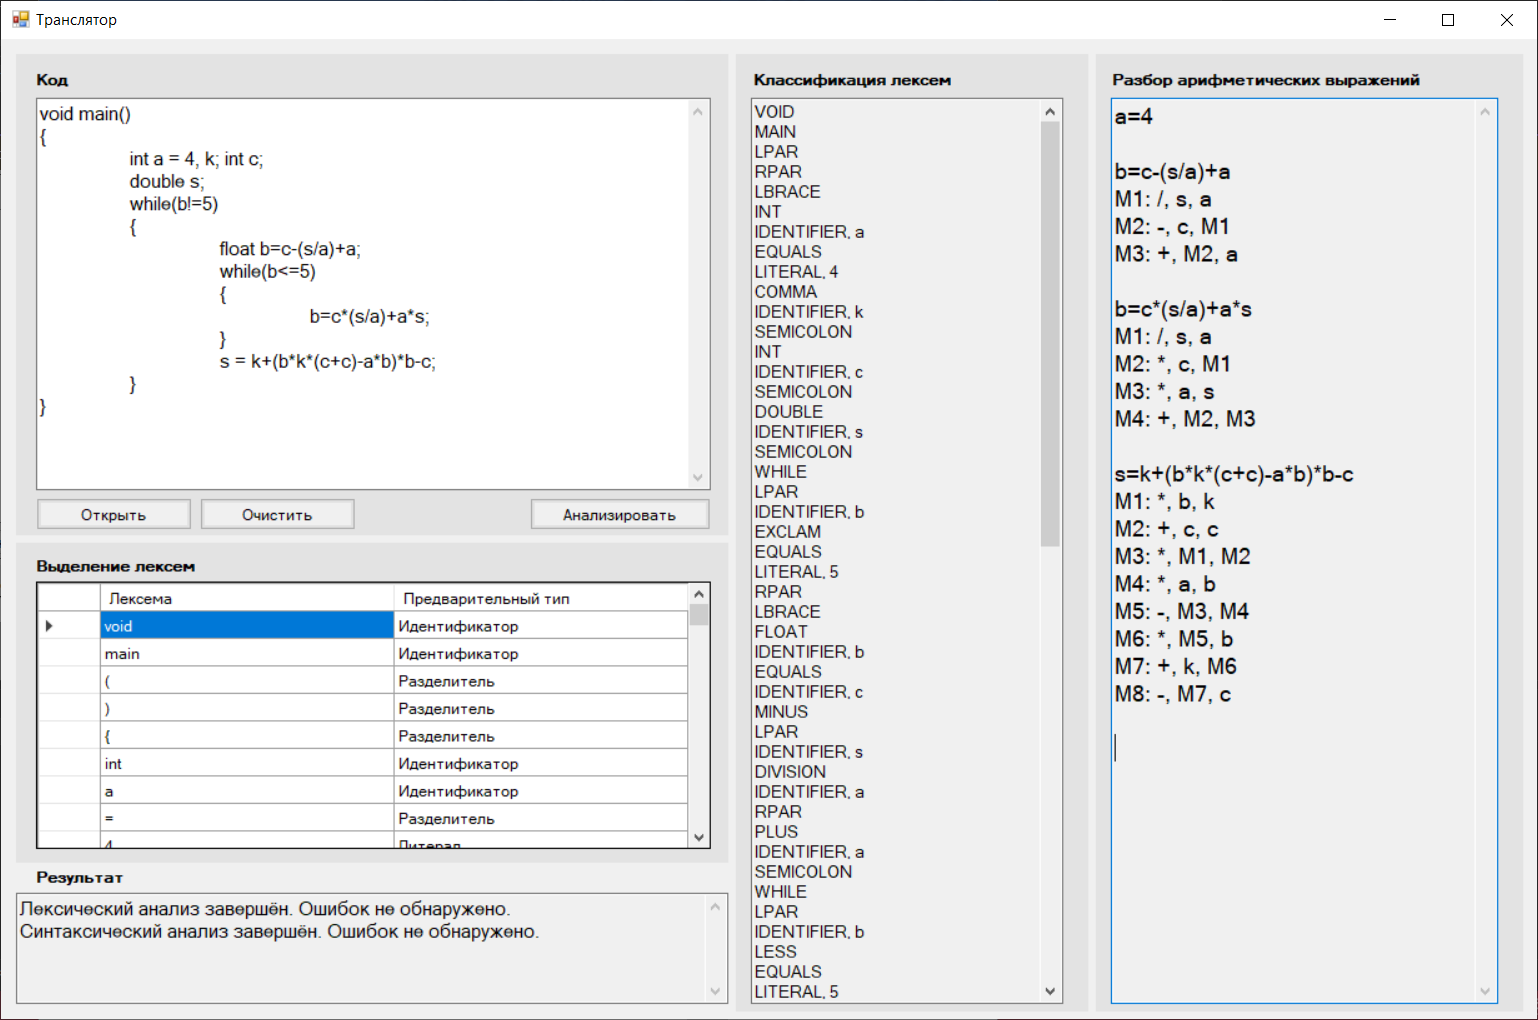 Транслятор
Код
void main()
{
int a = 4, k; int c;
double s;
while(b!=5)
{
float b=c-(s/a)+a;
while(b<=5)
{
b=c*(s/a)+a*s;
}
s = k+(b*k*(c+c)-a*b)*b-c;
}
}
Открыть
Очистить
Анализировать
Выделение лексем
Лексема Предварительный тип
void Идентификатор
main Идентификатор
( Разделитель
) Разделитель
{ Разделитель
int Идентификатор
a Идентификатор
= Разделитель
4 Литерал
Результат
Лексический анализ завершён. Ошибок не обнаружено.
Синтаксический анализ завершён. Ошибок не обнаружено.
Классификация лексем
VOID
MAIN
LPAR
RPAR
LBRACE
INT
IDENTIFIER, a
EQUALS
LITERAL, 4
COMMA
IDENTIFIER, k
SEMICOLON
INT
IDENTIFIER, c
SEMICOLON
DOUBLE
IDENTIFIER, s
SEMICOLON
WHILE
LPAR
IDENTIFIER, b
EXCLAM
EQUALS
LITERAL, 5
RPAR
LBRACE
FLOAT
IDENTIFIER, b
EQUALS
IDENTIFIER, c
MINUS
LPAR
IDENTIFIER, s
DIVISION
IDENTIFIER, a
RPAR
PLUS
IDENTIFIER, a
SEMICOLON
WHILE
LPAR
IDENTIFIER, b
LESS
EQUALS
LITERAL, 5
Разбор арифметических выражений
a=4
b=c-(s/a)+a
M1: /, s, a
M2: -, c, M1
M3: +, M2, a
b=c*(s/a)+a*s
M1: /, s, a
M2: *, c, M1
M3: *, a, s
M4: +, M2, M3
s=k+(b*k*(c+c)-a*b)*b-c
M1: *, b, k
M2: +, c, c
M3: *, M1, M2
M4: *, a, b
M5: -, M3, M4
M6: *, M5, b
M7: +, k, M6
M8: -, M7, c